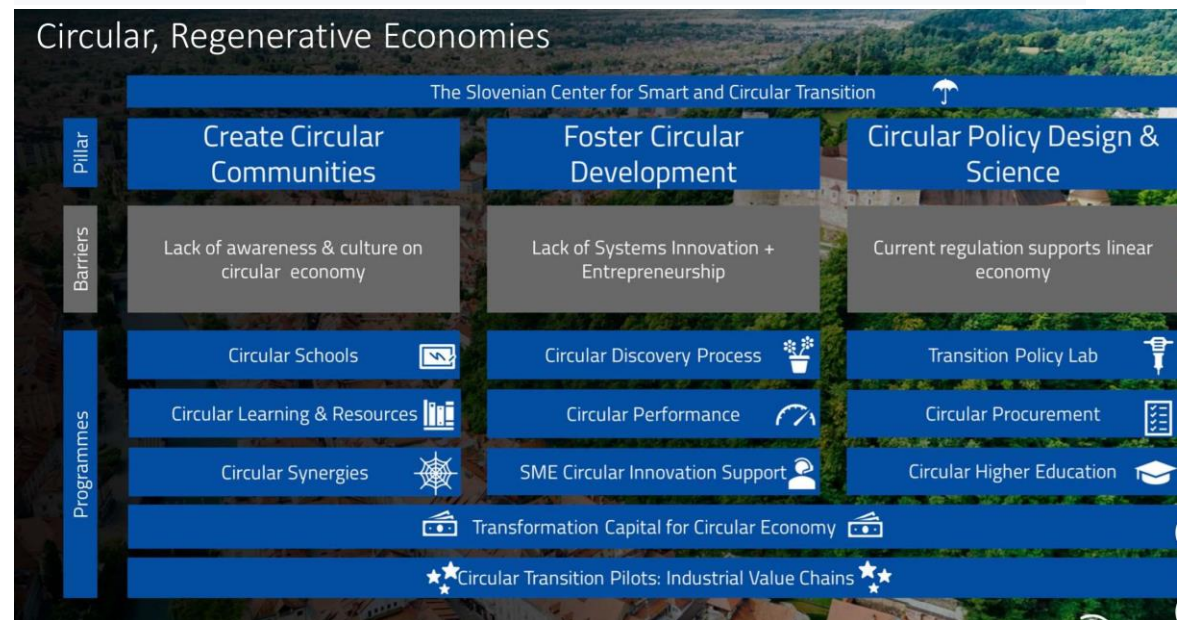 Circular, Regenerative Economies
The Slovenian Center for Smart and Circular Transition
Pillar
Create Circular
Communities
Foster Circular
Development
Circular Policy Design &
Science
Barriers
Lack of awareness & culture on
circular economy
Lack of Systems Innovation +
Entrepreneurship
Current regulation supports linear
economy
Programmes
Circular Schools
Circular Discovery Process
Transition Policy Lab
Circular Learning & Resources
Circular Performance
Circular Procurement
Circular Synergies
SME Circular Innovation Support
Circular Higher Education
Transformation Capital for Circular Economy
Circular Transition Pilots: Industrial Value Chains